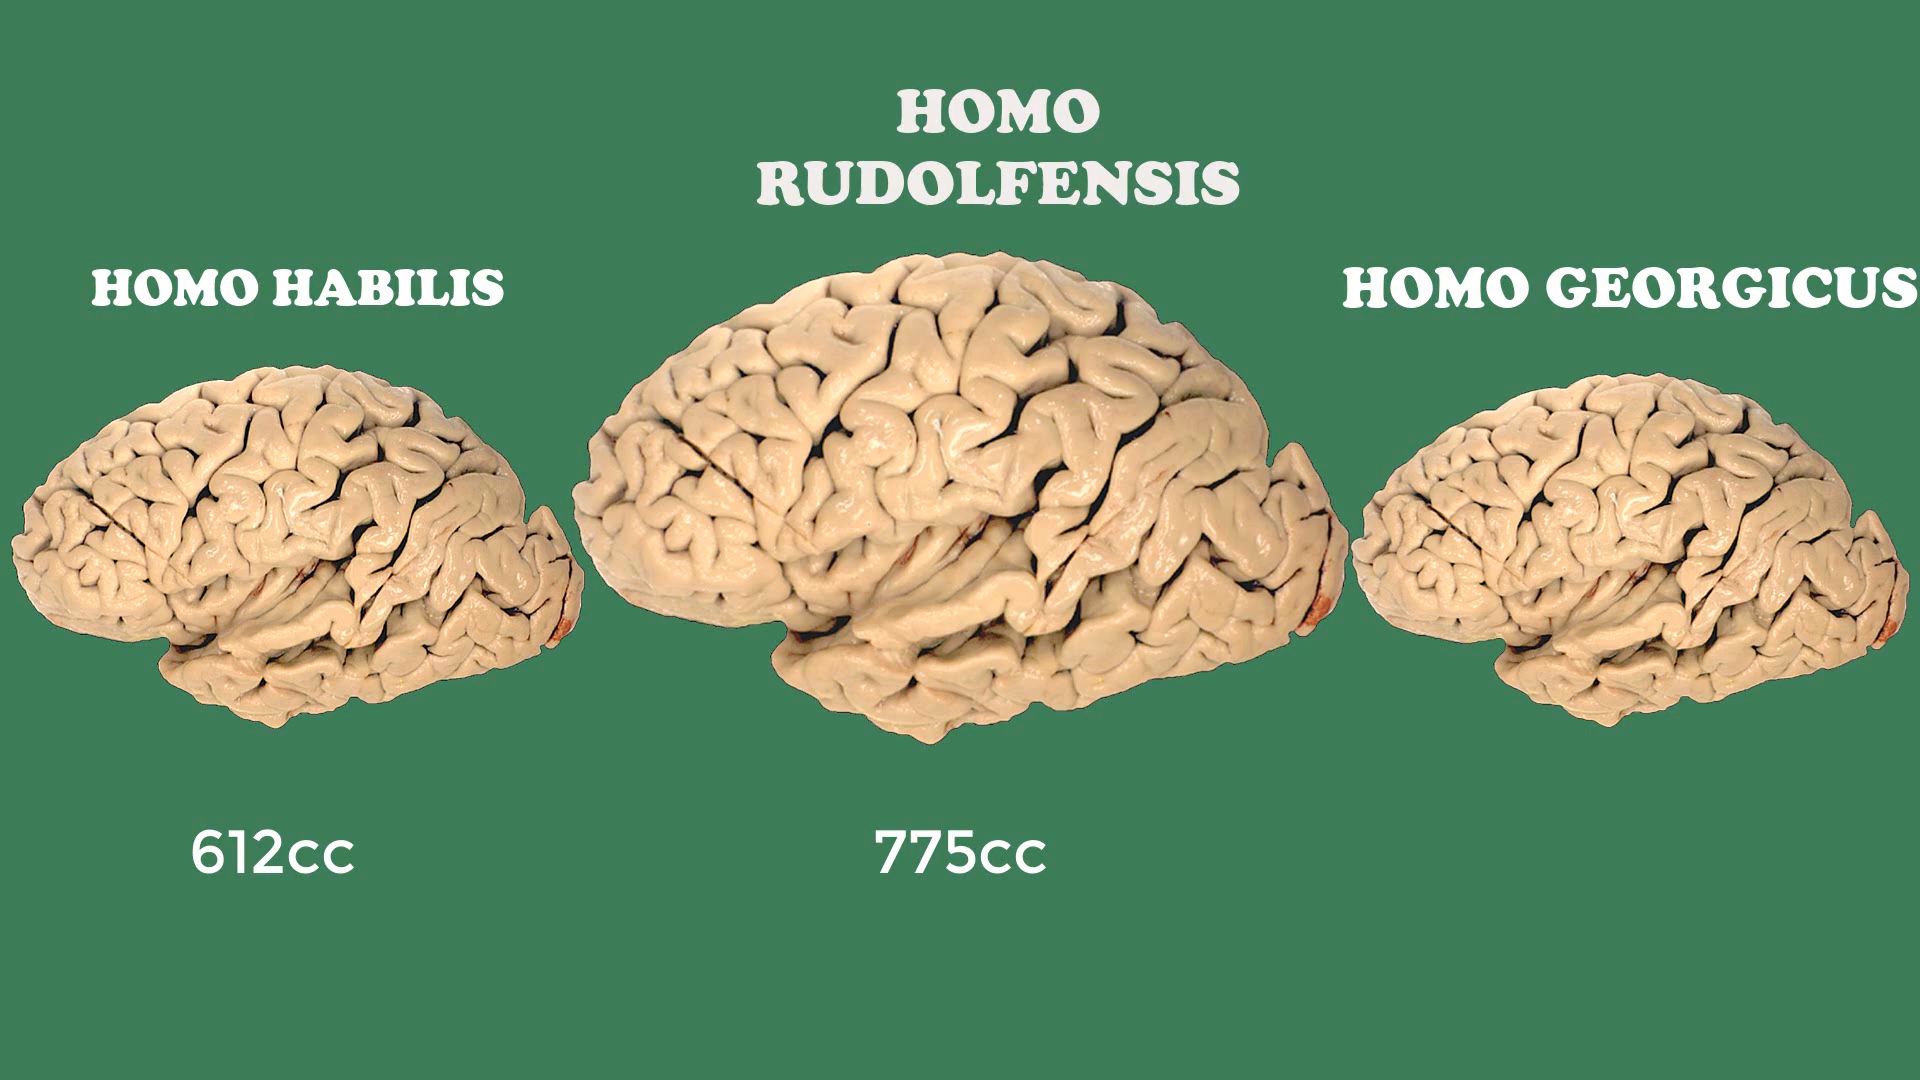 HOMO
RUDOLFENSIS
HOMO HABILIS
HOMO GEORGICUS
612cc
775cc